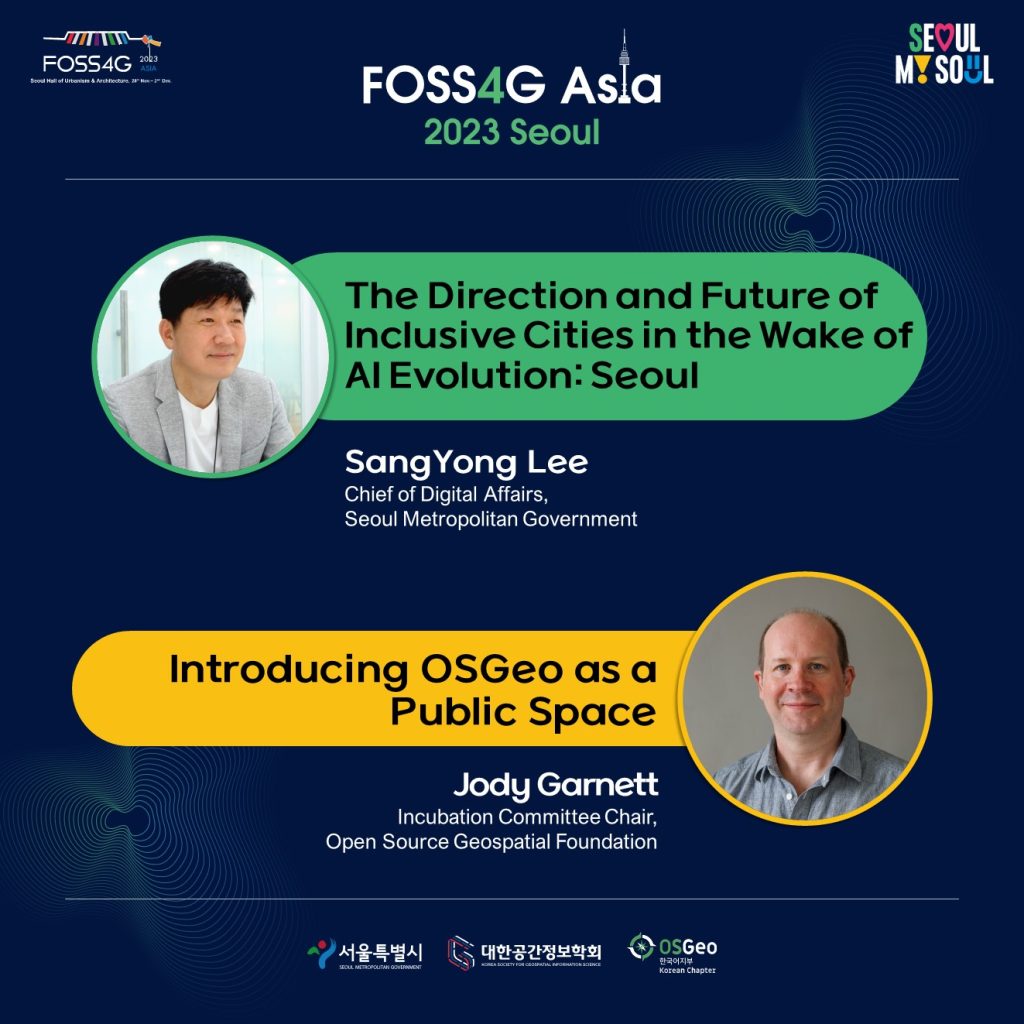 FOSS4G 2023 ASIA
Seoul Hall of Urbanism & Architecture, 28th Nov - 2nd Dec.
SEOUL
MY SOUL
FOSS4G Asia
2023 Seoul
The Direction and Future of
Inclusive Cities in the Wake of
AI Evolution: Seoul
SangYong Lee
Chief of Digital Affairs,
Seoul Metropolitan Government
Introducing OSGeo as a
Public Space
Jody Garnett
Incubation Committee Chair,
Open Source Geospatial Foundation
서울특별시
SEOUL METROPOLITAN GOVERNMENT
대한공간정보학회
KOREA SOCIETY FOR GEOSPATIAL INFORMATION SCIENCE
OSGeo
한국어지부
Korean Chapter